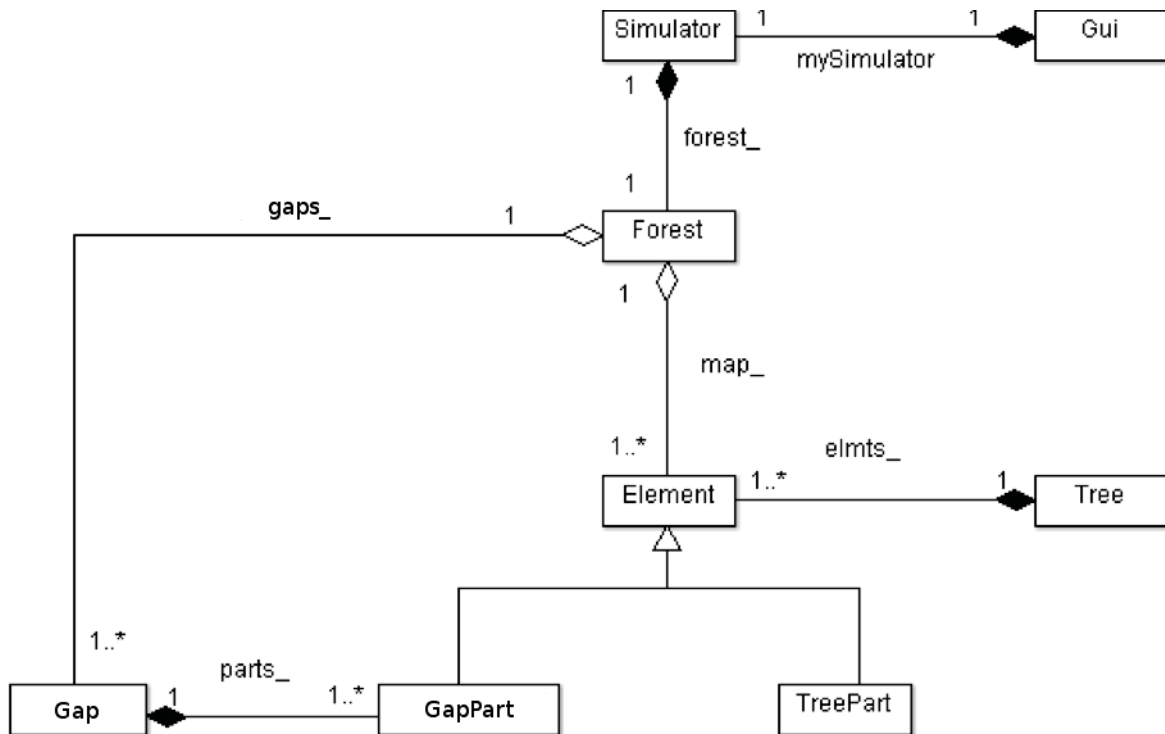 Simulator
1
1
Gui
mySimulator
1
forest_
1
gaps_
1
Forest
1
map_
1..*
elmts_
Element
1..*
1
Tree
1..*
parts_
Gap
1
1..*
GapPart
TreePart